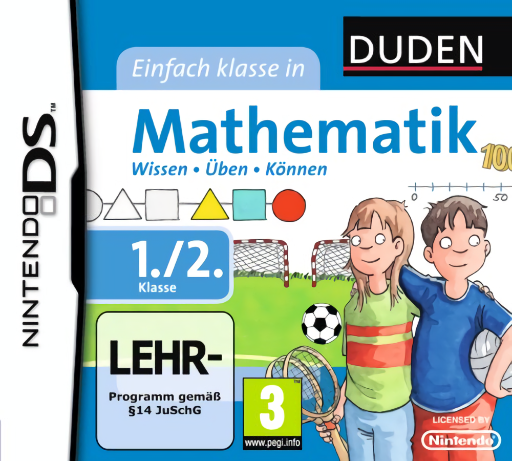 NINTENDO DS™
DUDEN
Einfach klasse in
Mathematik
Wissen • Üben • Können
100
0
50
1./2.
Klasse
LEHR-
Programm gemäß
§14 JuSchG
3
www.pegi.info
LICENSED BY
Nintendo